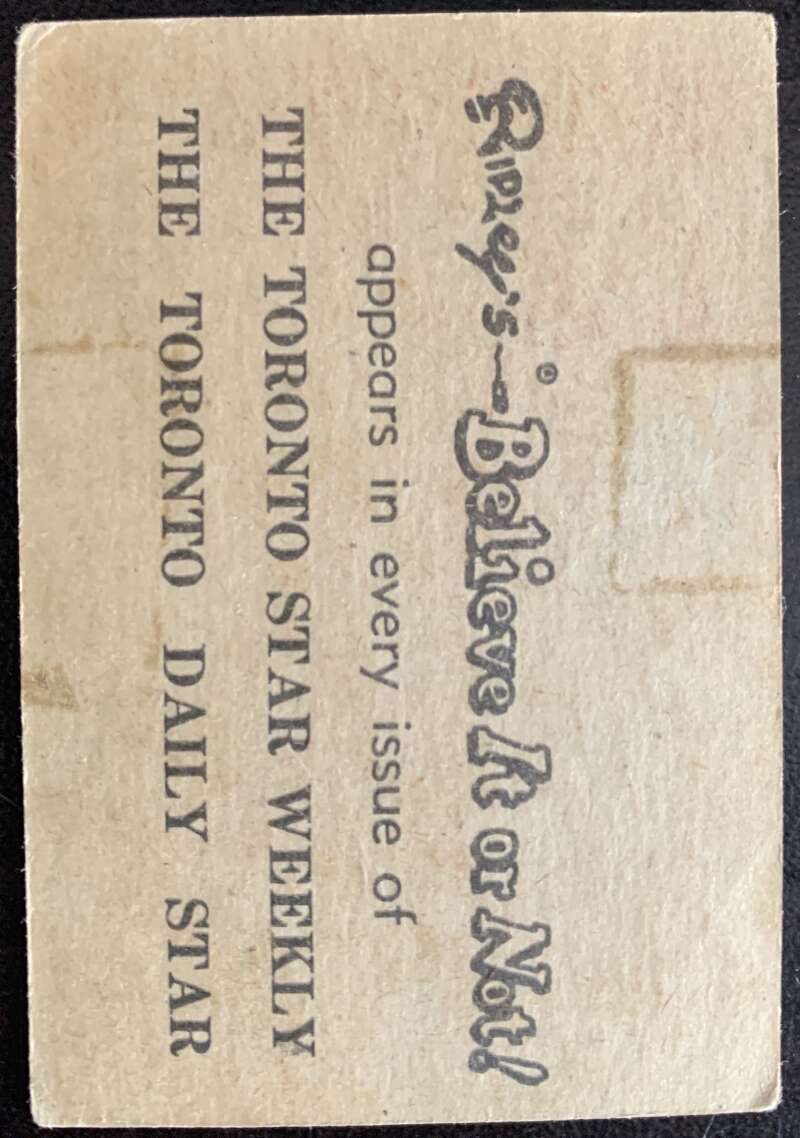 Ripley's—Believe It or Not! ©
appears in every issue of
THE TORONTO STAR WEEKLY
THE TORONTO DAILY STAR